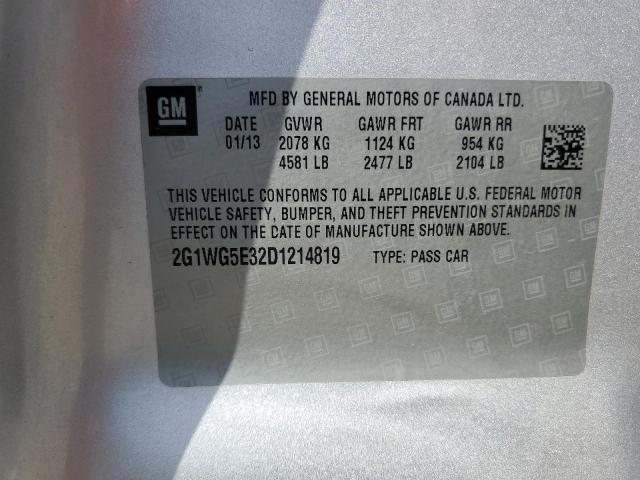 GM
MFD BY GENERAL MOTORS OF CANADA LTD.
DATE GVWR GAWR FRT GAWR RR
01/13 2078 KG 1124 KG 954 KG
4581 LB 2477 LB 2104 LB
THIS VEHICLE CONFORMS TO ALL APPLICABLE U.S. FEDERAL MOTOR
VEHICLE SAFETY, BUMPER, AND THEFT PREVENTION STANDARDS IN
EFFECT ON THE DATE OF MANUFACTURE SHOWN ABOVE.
2G1WG5E32D1214819 TYPE: PASS CAR